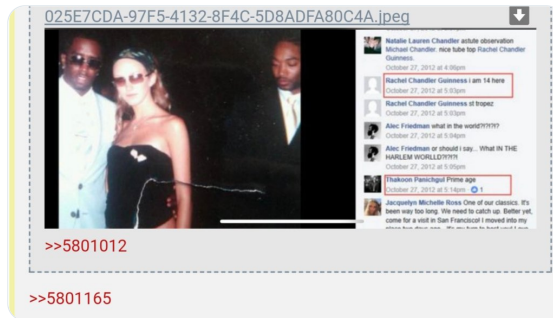 025E7CDA-97F5-4132-8F4C-5D8ADFA80C4A.jpeg
Natalie Lauren Chandler astute observation
Michael Chandler. nice tube top Rachel Chandler
Guinness.
October 27, 2012 at 4:06pm
Rachel Chandler Guinness i am 14 here
October 27, 2012 at 5:03pm
Rachel Chandler Guinness st tropez
October 27, 2012 at 5:03pm
Alec Friedman what in the world?!?!?!?
October 27, 2012 at 5:04pm
Alec Friedman or should i say... What IN THE
HARLEM WORLLD?!?!?!
October 27, 2012 at 5:05pm
Thakoon Panichgul Prime age
October 27, 2012 at 5:14pm 1
Jacquelyn Michelle Ross One of our classics. It's
been way too long. We need to catch up. Better yet,
come for a visit in San Francisco! I moved into my
>>5801012
>>5801165